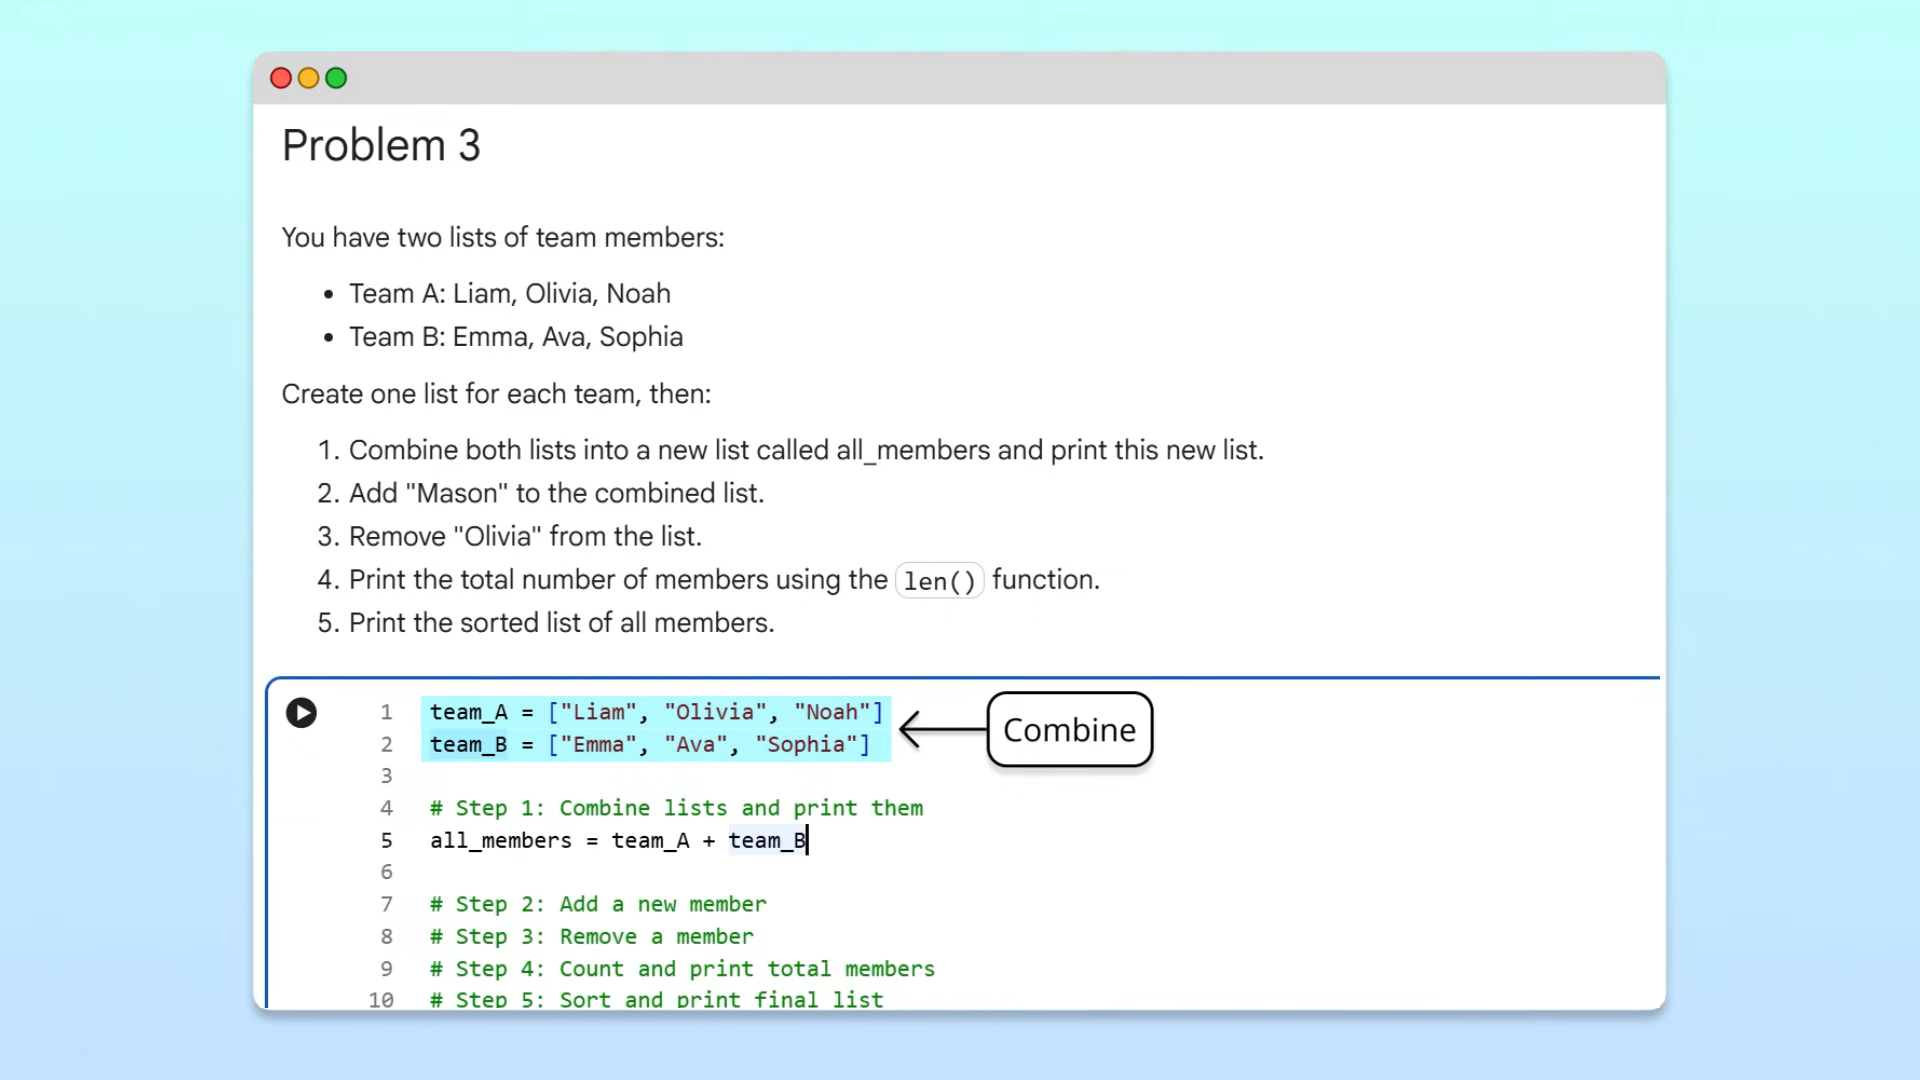 Problem 3
You have two lists of team members:
• Team A: Liam, Olivia, Noah
• Team B: Emma, Ava, Sophia
Create one list for each team, then:
1. Combine both lists into a new list called all_members and print this new list.
2. Add "Mason" to the combined list.
3. Remove "Olivia" from the list.
4. Print the total number of members using the len() function.
5. Print the sorted list of all members.
1 team_A = ["Liam", "Olivia", "Noah"]
2 team_B = ["Emma", "Ava", "Sophia"]
Combine
3
4 # Step 1: Combine lists and print them
5 all_members = team_A + team_B
6
7 # Step 2: Add a new member
8 # Step 3: Remove a member
9 # Step 4: Count and print total members
10 # Step 5: Sort and print final list